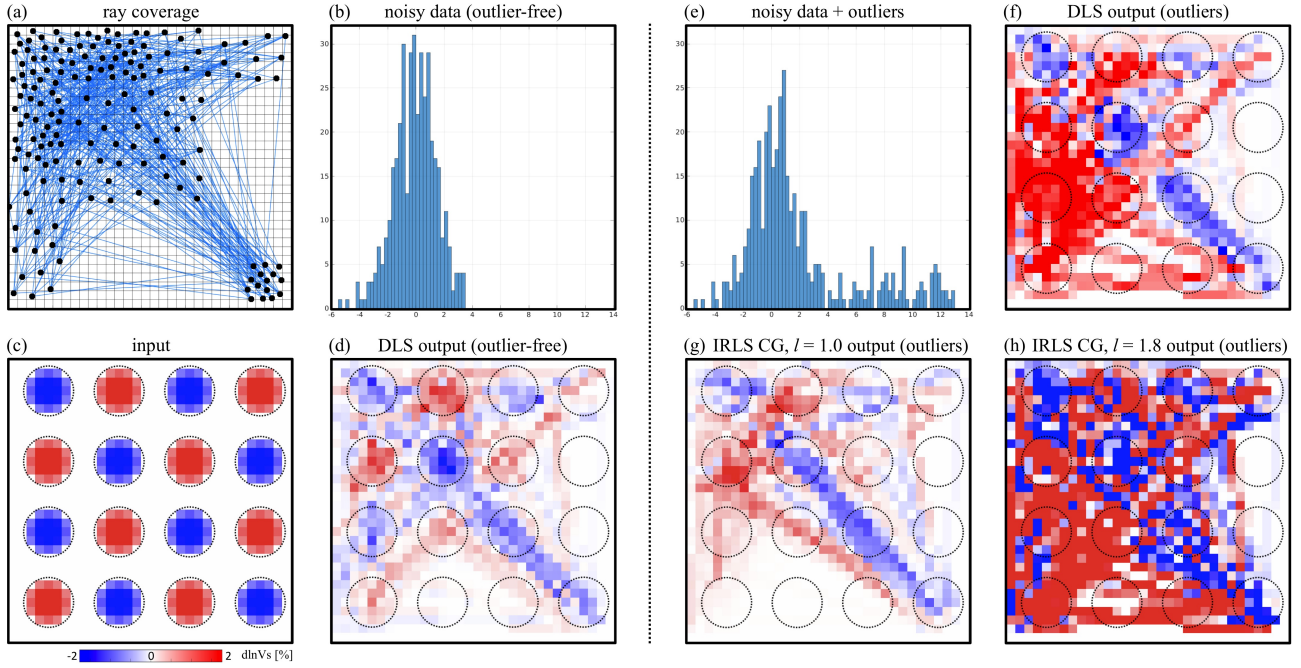 (a) ray coverage
(b) noisy data (outlier-free)
30
25
20
15
10
5
0
-6 -4 -2 0 2 4 6 8 10 12 14
(c) input
-2 0 2 dlnVs [%]
(d) DLS output (outlier-free)
(e) noisy data + outliers
30
25
20
15
10
5
0
-6 -4 -2 0 2 4 6 8 10 12 14
(f) DLS output (outliers)
(g) IRLS CG, l = 1.0 output (outliers)
(h) IRLS CG, l = 1.8 output (outliers)